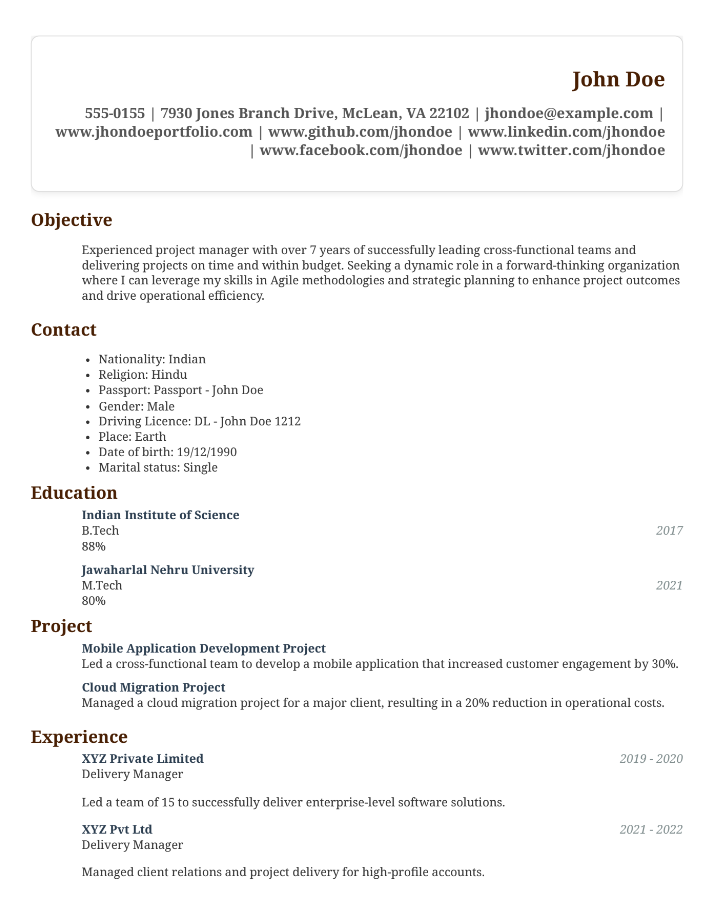 John Doe
555-0155 | 7930 Jones Branch Drive, McLean, VA 22102 | jhondoe@example.com |
www.jhondoeportfolio.com | www.github.com/jhondoe | www.linkedin.com/jhondoe
| www.facebook.com/jhondoe | www.twitter.com/jhondoe
Objective
Experienced project manager with over 7 years of successfully leading cross-functional teams and
delivering projects on time and within budget. Seeking a dynamic role in a forward-thinking organization
where I can leverage my skills in Agile methodologies and strategic planning to enhance project outcomes
and drive operational efficiency.
Contact
• Nationality: Indian
• Religion: Hindu
• Passport: Passport - John Doe
• Gender: Male
• Driving Licence: DL - John Doe 1212
• Place: Earth
• Date of birth: 19/12/1990
• Marital status: Single
Education
Indian Institute of Science
B.Tech 2017
88%
Jawaharlal Nehru University
M.Tech 2021
80%
Project
Mobile Application Development Project
Led a cross-functional team to develop a mobile application that increased customer engagement by 30%.
Cloud Migration Project
Managed a cloud migration project for a major client, resulting in a 20% reduction in operational costs.
Experience
XYZ Private Limited 2019 - 2020
Delivery Manager
Led a team of 15 to successfully deliver enterprise-level software solutions.
XYZ Pvt Ltd 2021 - 2022
Delivery Manager
Managed client relations and project delivery for high-profile accounts.